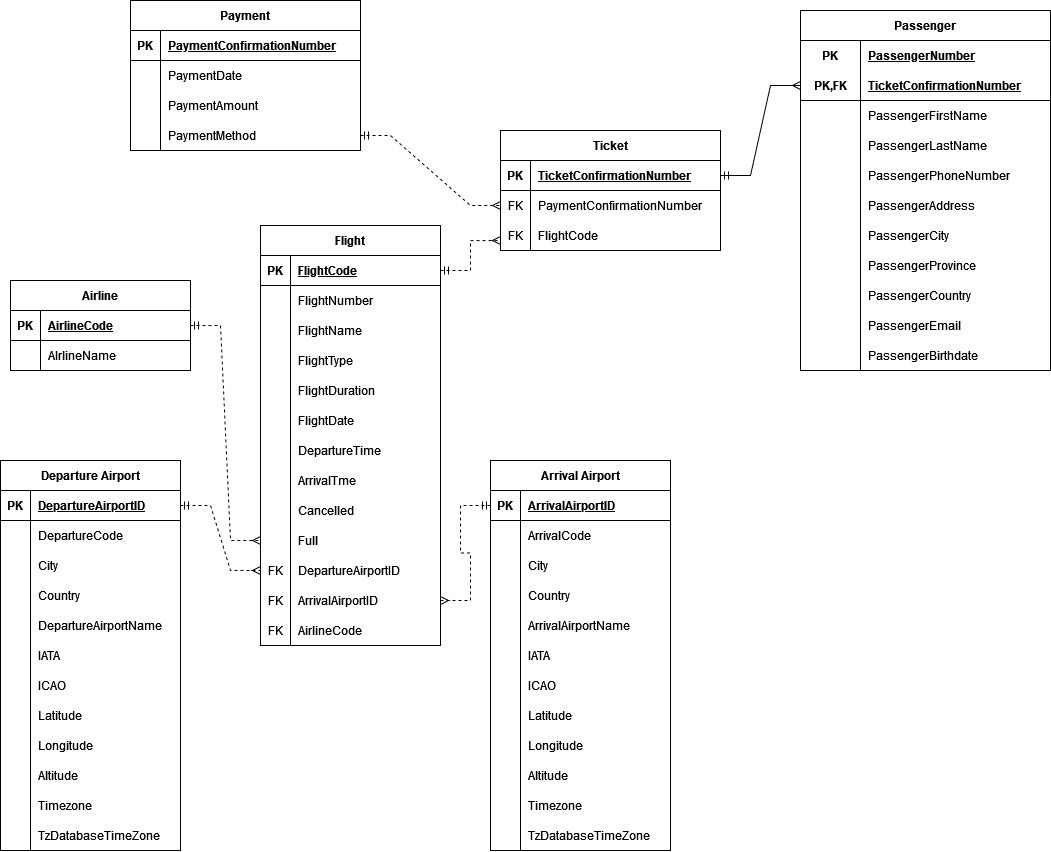 Payment
PK PaymentConfirmationNumber
PaymentDate
PaymentAmount
PaymentMethod
Passenger
PK PassengerNumber
PK,FK TicketConfirmationNumber
PassengerFirstName
PassengerLastName
PassengerPhoneNumber
PassengerAddress
PassengerCity
PassengerProvince
PassengerCountry
PassengerEmail
PassengerBirthdate
Ticket
PK TicketConfirmationNumber
FK PaymentConfirmationNumber
FK FlightCode
Flight
PK FlightCode
FlightNumber
FlightName
FlightType
FlightDuration
FlightDate
DepartureTime
ArrivalTme
Cancelled
Full
FK DepartureAirportID
FK ArrivalAirportID
FK AirlineCode
Airline
PK AirlineCode
AIrlineName
Departure Airport
PK DepartureAirportID
DepartureCode
City
Country
DepartureAirportName
IATA
ICAO
Latitude
Longitude
Altitude
Timezone
TzDatabaseTimeZone
Arrival Airport
PK ArrivalAirportID
ArrivalCode
City
Country
ArrivalAirportName
IATA
ICAO
Latitude
Longitude
Altitude
Timezone
TzDatabaseTimeZone